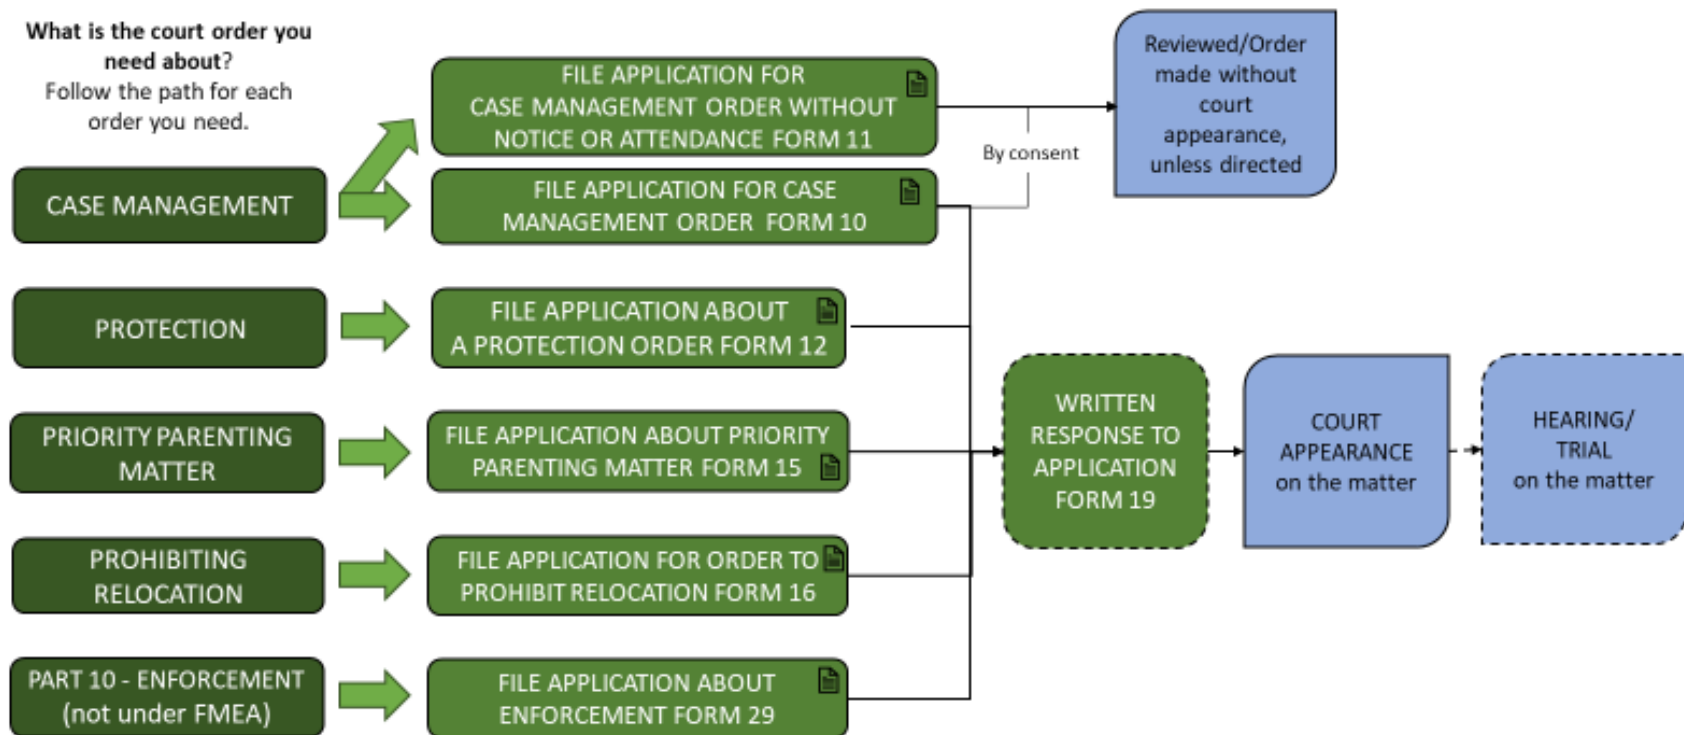 What is the court order you
need about?
Follow the path for each
order you need.
CASE MANAGEMENT
FILE APPLICATION FOR
CASE MANAGEMENT ORDER WITHOUT
NOTICE OR ATTENDANCE FORM 11
FILE APPLICATION FOR CASE
MANAGEMENT ORDER FORM 10
By consent
Reviewed/Order
made without
court
appearance,
unless directed
PROTECTION
FILE APPLICATION ABOUT
A PROTECTION ORDER FORM 12
PRIORITY PARENTING
MATTER
FILE APPLICATION ABOUT PRIORITY
PARENTING MATTER FORM 15
PROHIBITING
RELOCATION
FILE APPLICATION FOR ORDER TO
PROHIBIT RELOCATION FORM 16
PART 10 - ENFORCEMENT
(not under FMEA)
FILE APPLICATION ABOUT
ENFORCEMENT FORM 29
WRITTEN
RESPONSE TO
APPLICATION
FORM 19
COURT
APPEARANCE
on the matter
HEARING/
TRIAL
on the matter